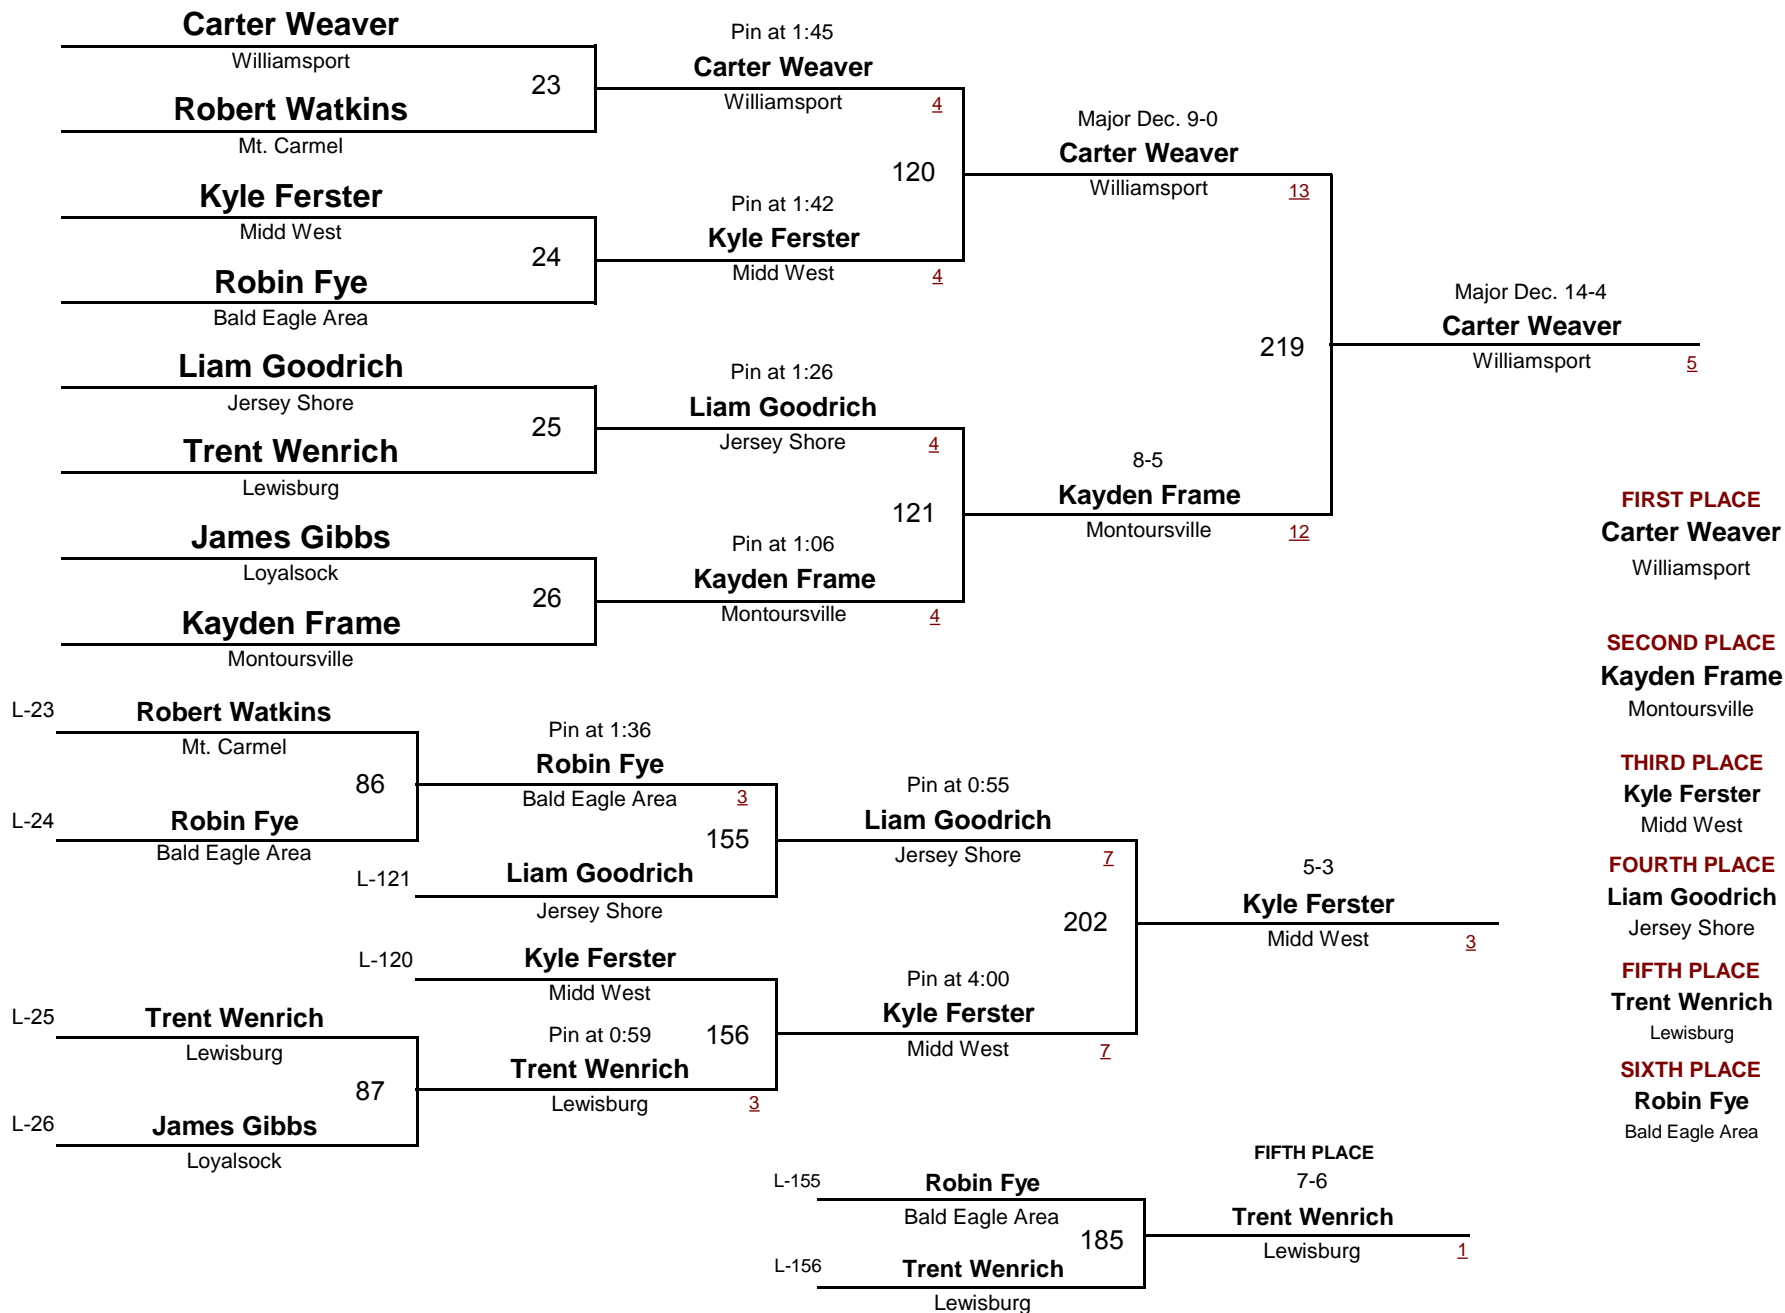 Carter Weaver
Williamsport
23
Robert Watkins
Mt. Carmel
Kyle Ferster
Midd West
24
Robin Fye
Bald Eagle Area
Liam Goodrich
Jersey Shore
25
Trent Wenrich
Lewisburg
James Gibbs
Loyalsock
26
Kayden Frame
Montoursville
Pin at 1:45
Carter Weaver
Williamsport
4
120
Pin at 1:42
Kyle Ferster
Midd West
4
Pin at 1:26
Liam Goodrich
Jersey Shore
4
121
Pin at 1:06
Kayden Frame
Montoursville
4
Major Dec. 9-0
Carter Weaver
Williamsport
13
219
8-5
Kayden Frame
Montoursville
12
Major Dec. 14-4
Carter Weaver
Williamsport
5
FIRST PLACE
Carter Weaver
Williamsport
SECOND PLACE
Kayden Frame
Montoursville
THIRD PLACE
Kyle Ferster
Midd West
FOURTH PLACE
Liam Goodrich
Jersey Shore
FIFTH PLACE
Trent Wenrich
Lewisburg
SIXTH PLACE
Robin Fye
Bald Eagle Area
L-23
Robert Watkins
Mt. Carmel
86
L-24
Robin Fye
Bald Eagle Area
L-25
Trent Wenrich
Lewisburg
87
L-26
James Gibbs
Loyalsock
Pin at 1:36
Robin Fye
Bald Eagle Area
3
155
L-121
Liam Goodrich
Jersey Shore
L-120
Kyle Ferster
Midd West
156
Pin at 0:59
Trent Wenrich
Lewisburg
3
Pin at 0:55
Liam Goodrich
Jersey Shore
7
202
Pin at 4:00
Kyle Ferster
Midd West
7
5-3
Kyle Ferster
Midd West
3
L-155
Robin Fye
Bald Eagle Area
185
L-156
Trent Wenrich
Lewisburg
FIFTH PLACE
7-6
Trent Wenrich
Lewisburg
1